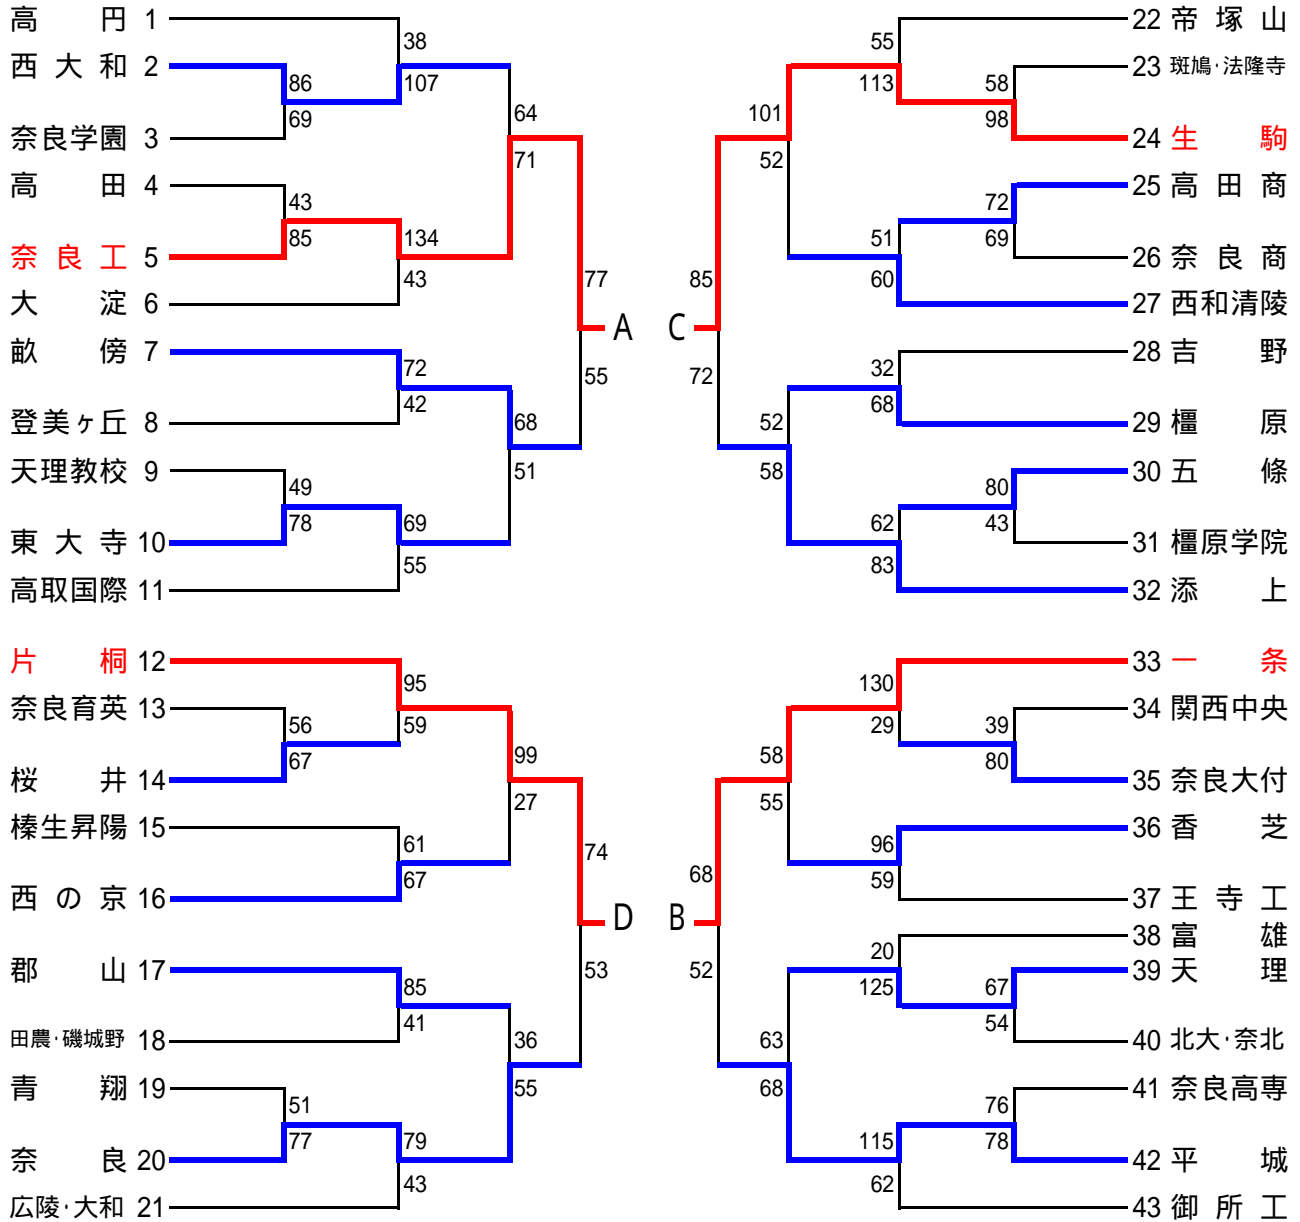 高円 1
38
西大和 2
86
107
69
64
奈良学園 3
71
高田 4
43
85
134
奈良工 5
43
77
大淀 6
A
畝傍 7
72
55
42
68
登美ヶ丘 8
天理教校 9
51
49
78
69
東大寺 10
55
高取国際 11
片桐 12
95
奈良育英 13
56
59
67
99
桜井 14
27
榛生昇陽 15
61
74
67
西の京 16
D
郡山 17
53
85
41
36
田農・磯城野 18
55
青翔 19
51
77
79
奈良 20
43
広陵・大和 21
22 帝塚山
55
23 斑鳩・法隆寺
113
58
98
101
24 生駒
52
25 高田商
72
69
51
26 奈良商
60
85
27 西和清陵
C
28 吉野
32
72
68
52
29 橿原
30 五條
58
80
43
62
31 橿原学院
83
32 添上
33 一条
130
34 関西中央
29
39
80
58
35 奈良大付
55
36 香芝
96
68
59
37 王寺工
B
38 富雄
20
52
39 天理
125
67
54
63
40 北大・奈北
68
41 奈良高専
76
115
78
42 平城
62
43 御所工